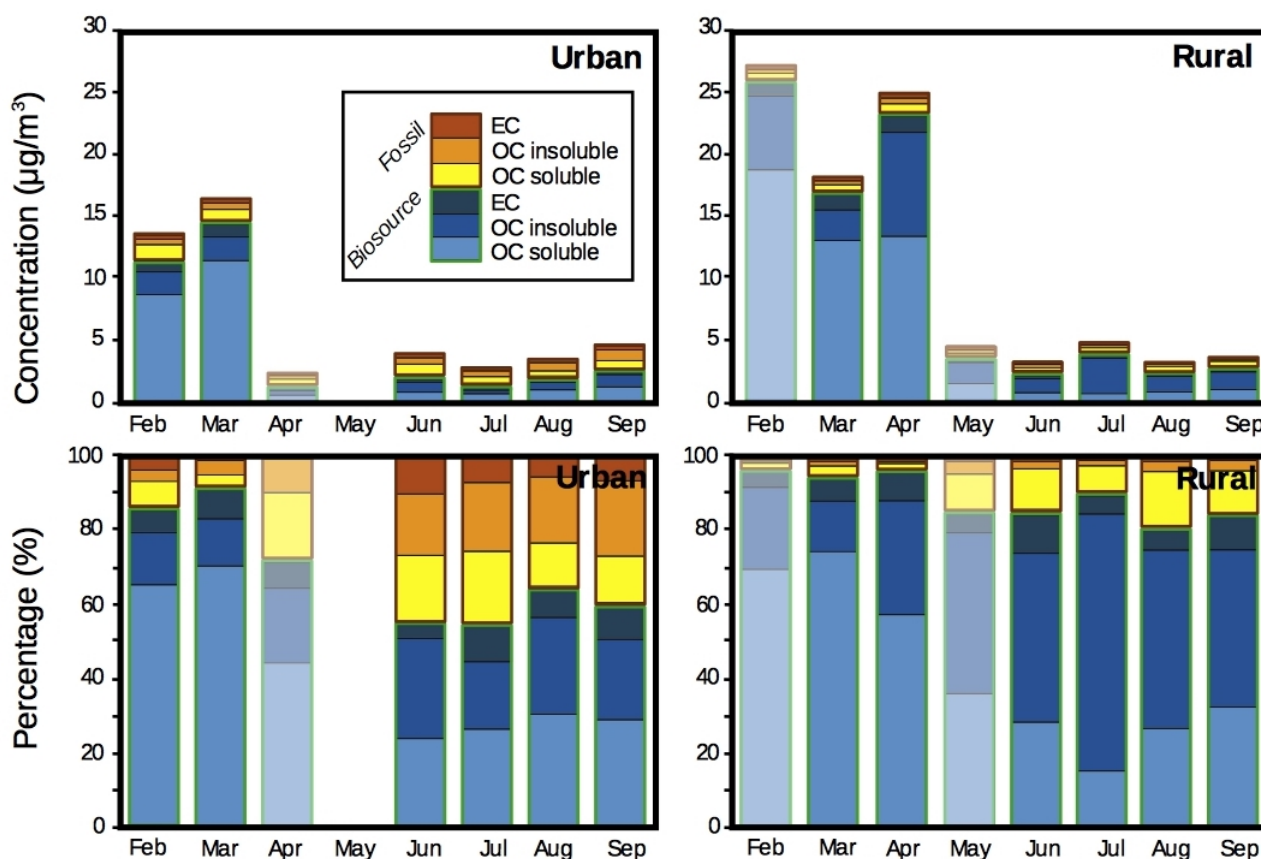 Concentration (µg/m³)
30
25
20
15
10
5
0
Urban
Fossil
EC
OC insoluble
OC soluble
Biosource
EC
OC insoluble
OC soluble
Feb Mar Apr May Jun Jul Aug Sep
30
25
20
15
10
5
0
Rural
Feb Mar Apr May Jun Jul Aug Sep
Percentage (%)
100
80
60
40
20
0
Urban
Feb Mar Apr May Jun Jul Aug Sep
100
80
60
40
20
0
Rural
Feb Mar Apr May Jun Jul Aug Sep